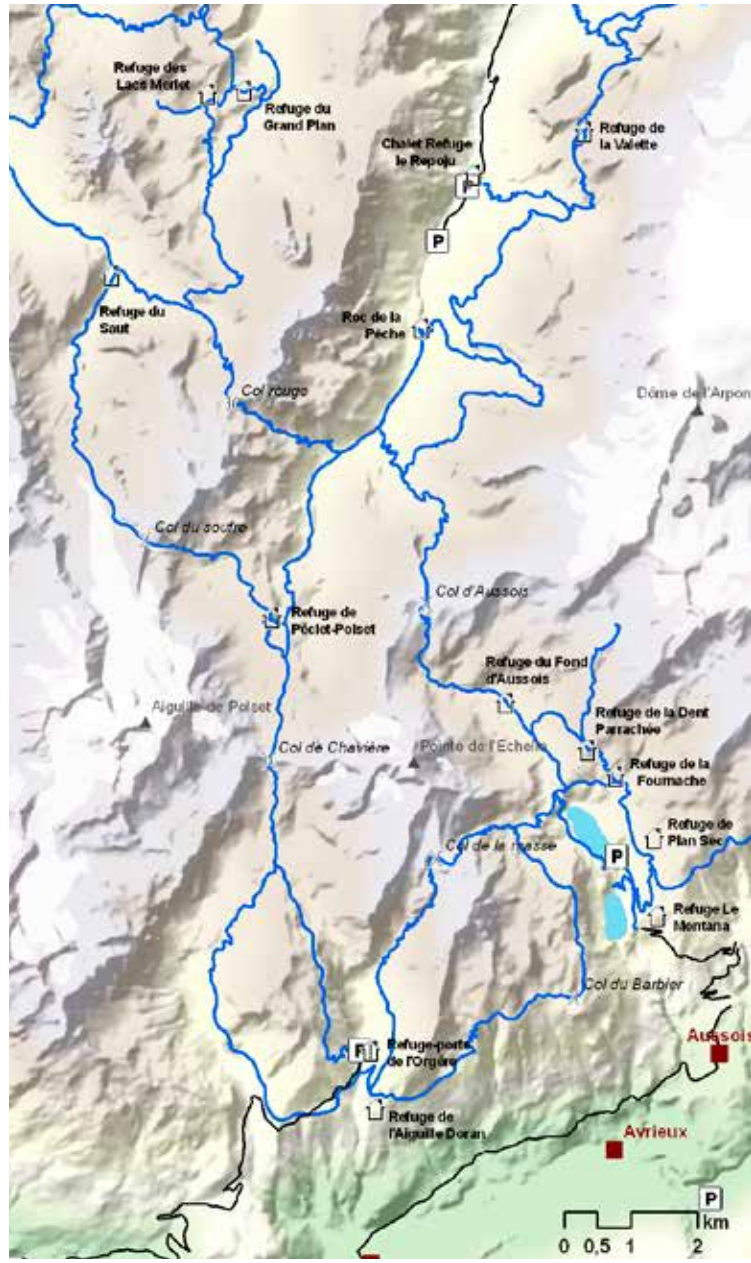 Refuge des
Lacs Merlet
Refuge du
Grand Plan
Refuge de
la Valette
Chalet Refuge
le Repoju
P
P
Refuge du
Saut
Roc de la
Pêche
Col rouge
Dôme de l'Arpon
Col du soufre
Col d'Aussois
Refuge de
Péclet-Polset
Refuge du Fond
d'Aussois
Aiguille de Polset
Refuge de la Dent
Parrachée
Col de Chavière
Pointe de l'Echelle
Refuge de la
Fournache
Refuge de
Plan Sec
Col de la masse
P
Refuge Le
Montana
Col du Barbier
P
Refuge-porte
de l'Orgère
Aussois
Refuge de
l'Aiguille Doran
Avrieux
P
km
0 0,5 1 2